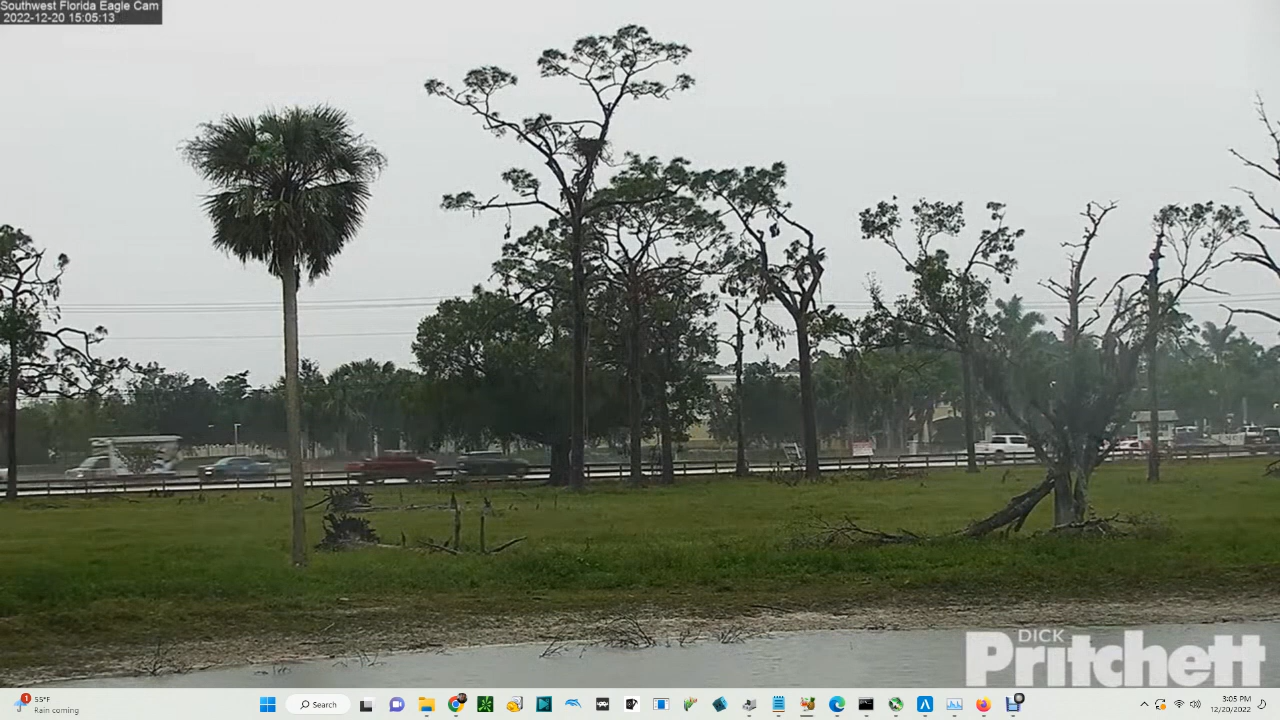 Southwest Florida Eagle Cam
2022-12-20 15:05:13
DICK
Pritchett
1
55°F
Rain coming
Search
3:05 PM
12/20/2022